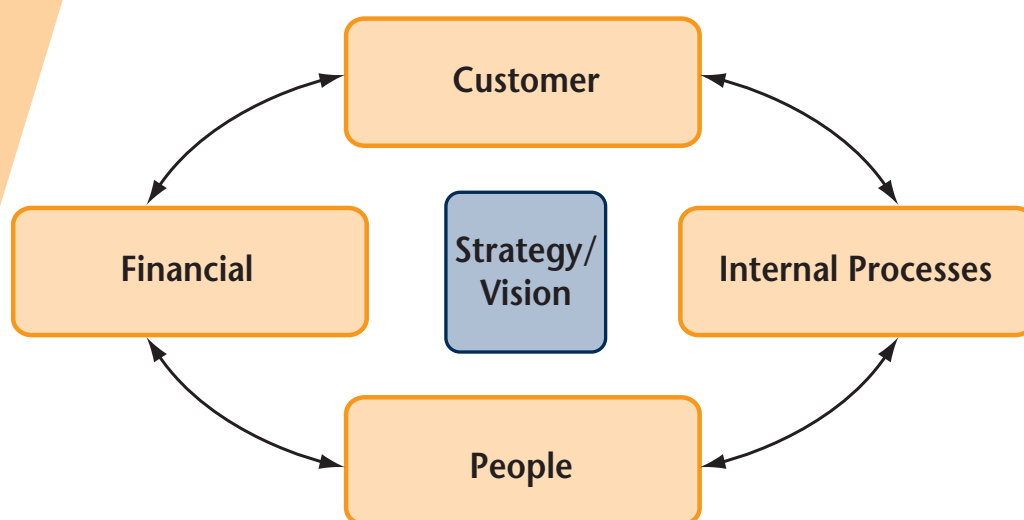 Customer
Financial
Strategy/
Vision
Internal Processes
People